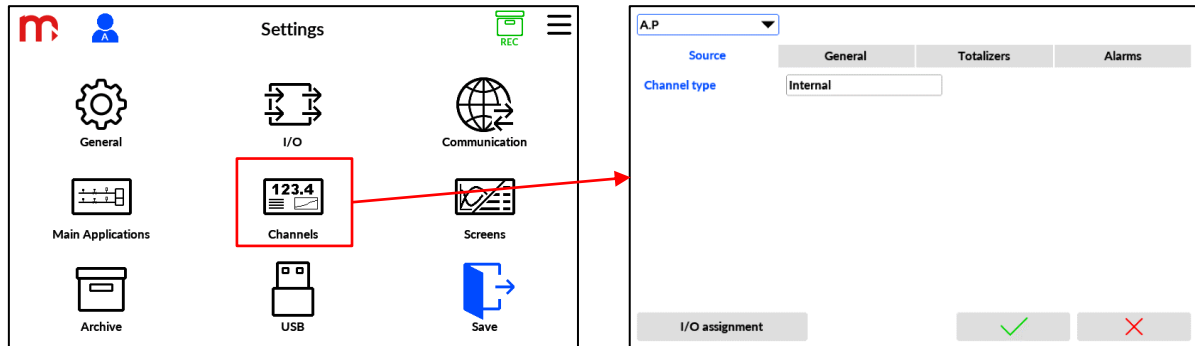 m
A
Settings
REC
General
I/O
Communication
123.4
Main Applications
Channels
Screens
Archive
USB
Save
A.P
Source General Totalizers Alarms
Channel type Internal
I/O assignment